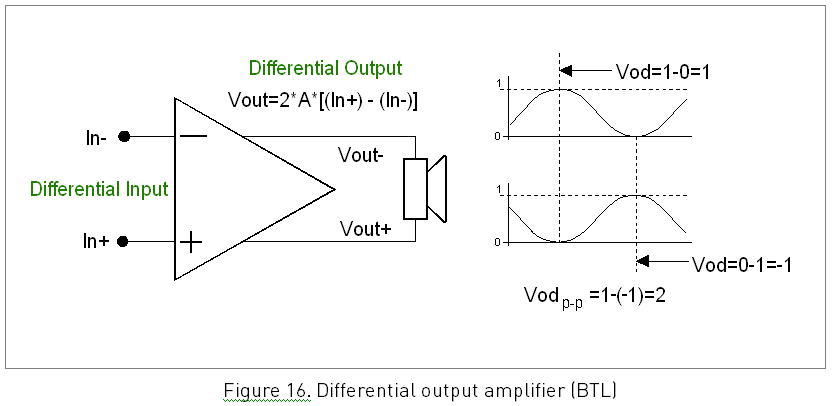 Differential Output
Vout=2*A*[(In+) - (In-)]
In-
Vout-
Differential Input
Vout+
In+
1
0
Vod=1-0=1
1
0
Vod=0-1=-1
Vod p-p =1-(-1)=2
Figure 16. Differential output amplifier (BTL)